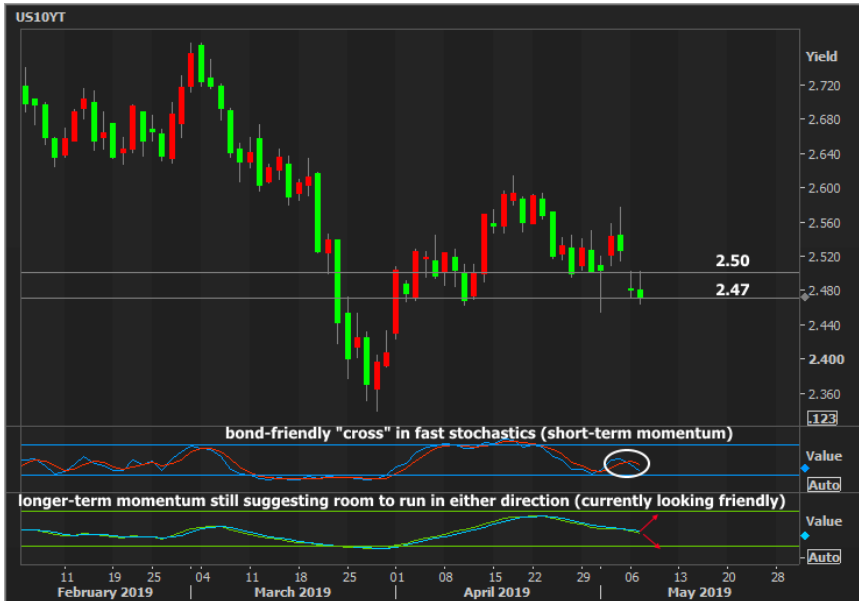 US10YT
Yield
2.720
2.680
2.640
2.600
2.560
2.520
2.50
2.47
2.480
2.440
2.400
2.360
.123
bond-friendly "cross" in fast stochastics (short-term momentum)
Value
Auto
longer-term momentum still suggesting room to run in either direction (currently looking friendly)
Value
Auto
11 19 25 04 11 18 25 01 08 15 22 29 06 13 20 28
February 2019 March 2019 April 2019 May 2019